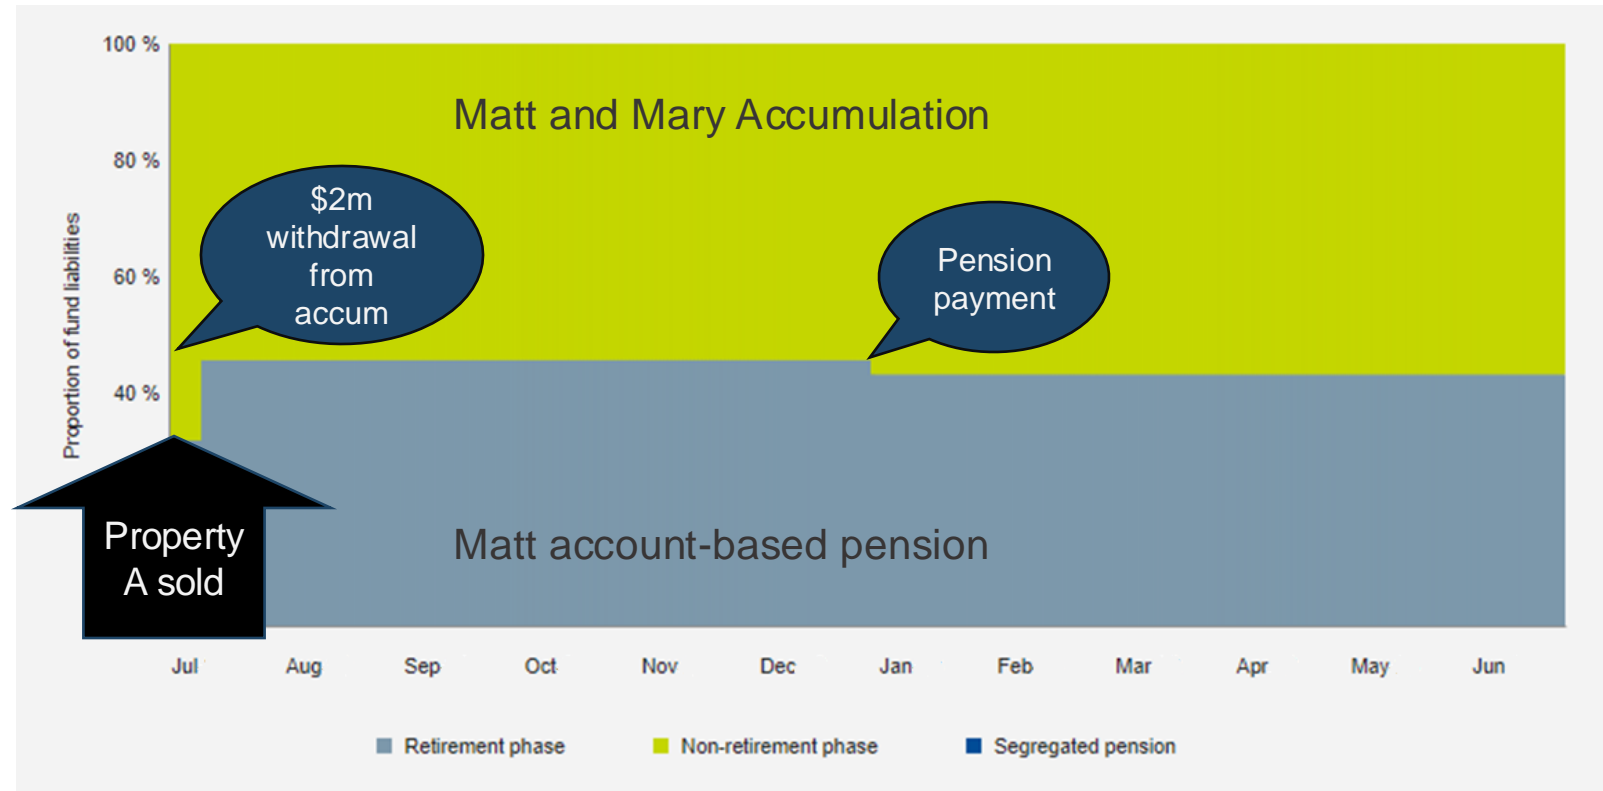 100 %
Matt and Mary Accumulation
80 %
$2m
withdrawal
from
accum
Pension
payment
60 %
Proportion of fund liabilities
40 %
Property
A sold
Matt account-based pension
Jul Aug Sep Oct Nov Dec Jan Feb Mar Apr May Jun
Retirement phase Non-retirement phase Segregated pension